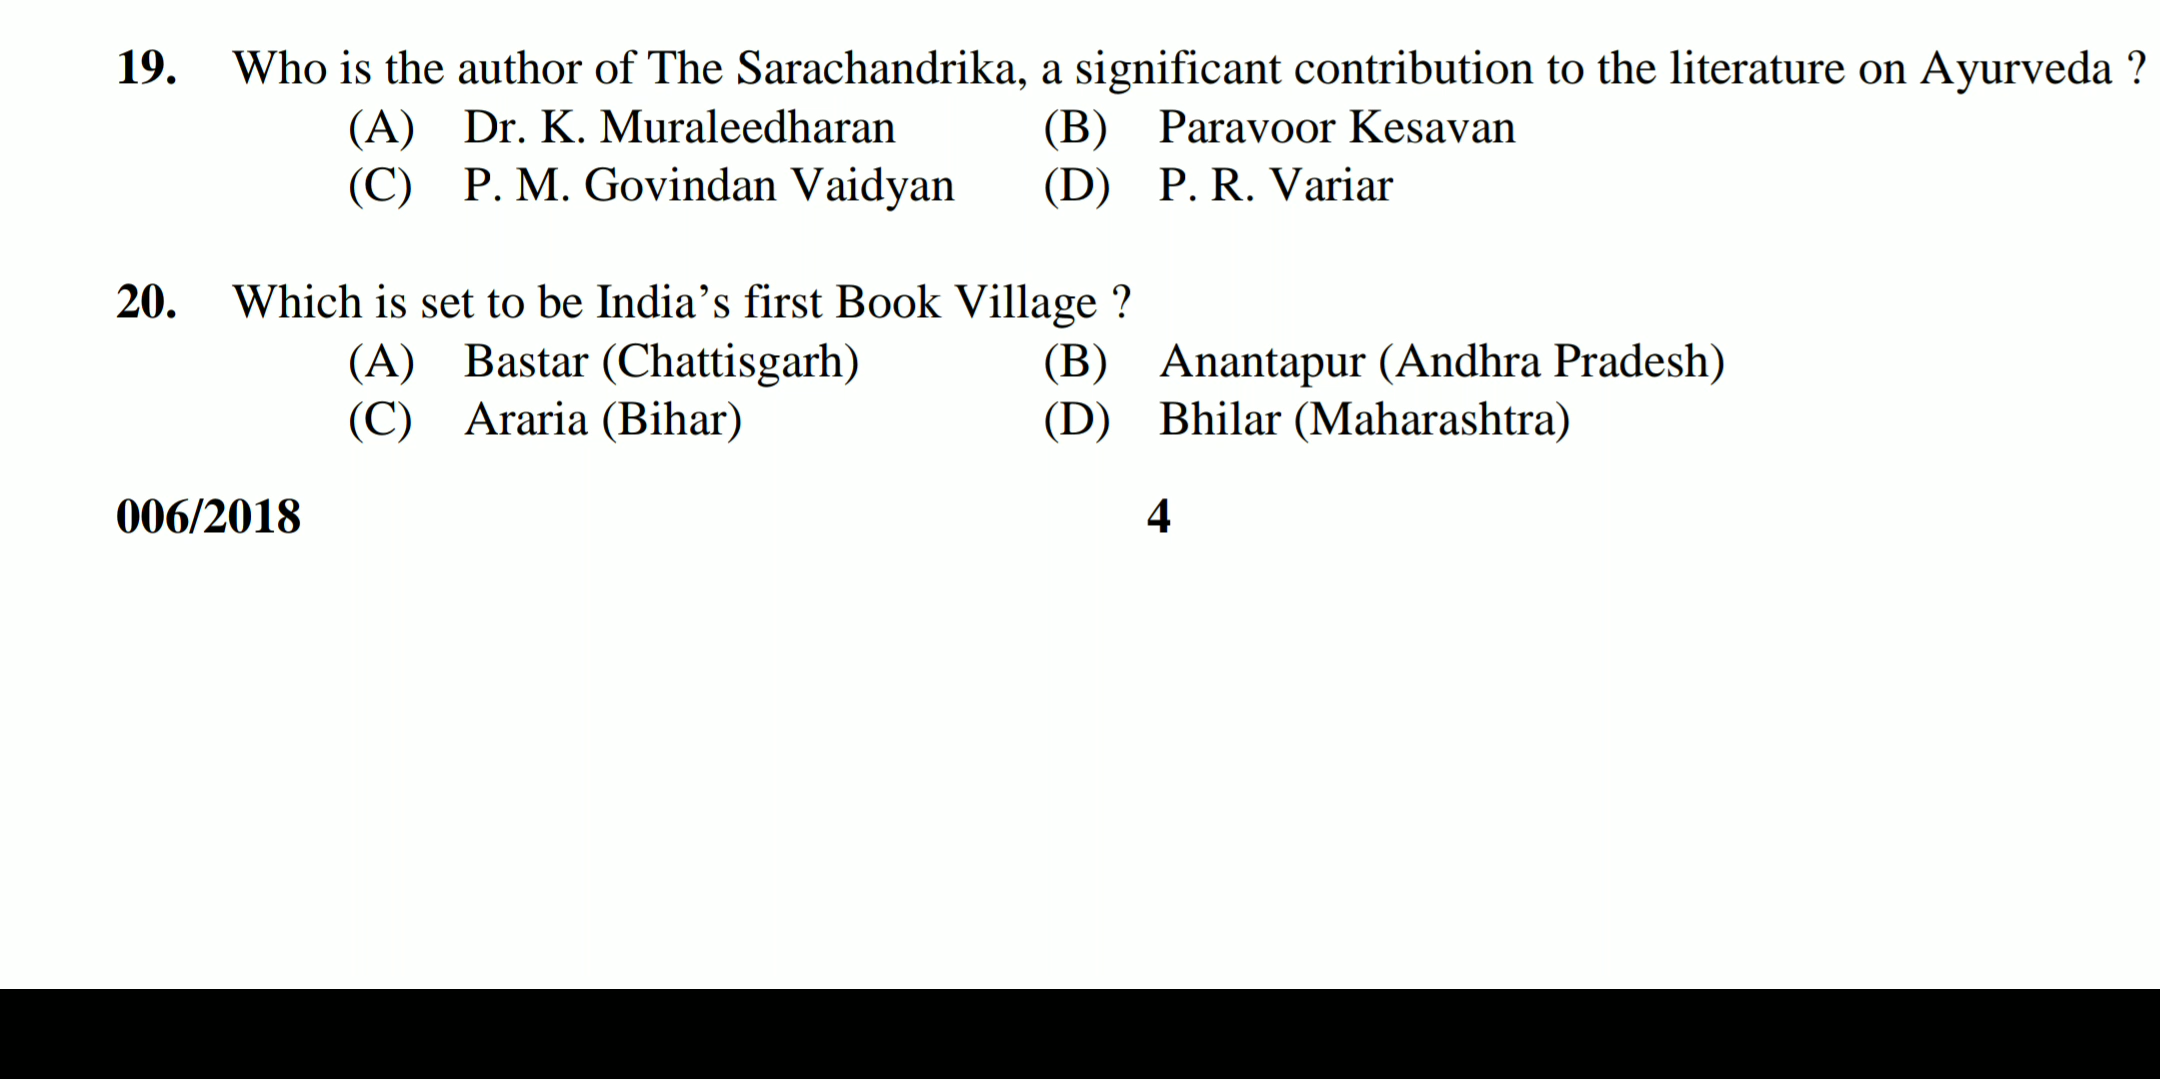 19. Who is the author of The Sarachandrika, a significant contribution to the literature on Ayurveda ?
(A) Dr. K. Muraleedharan (B) Paravoor Kesavan
(C) P. M. Govindan Vaidyan (D) P. R. Variar
20. Which is set to be India’s first Book Village ?
(A) Bastar (Chattisgarh) (B) Anantapur (Andhra Pradesh)
(C) Araria (Bihar) (D) Bhilar (Maharashtra)
006/2018 4